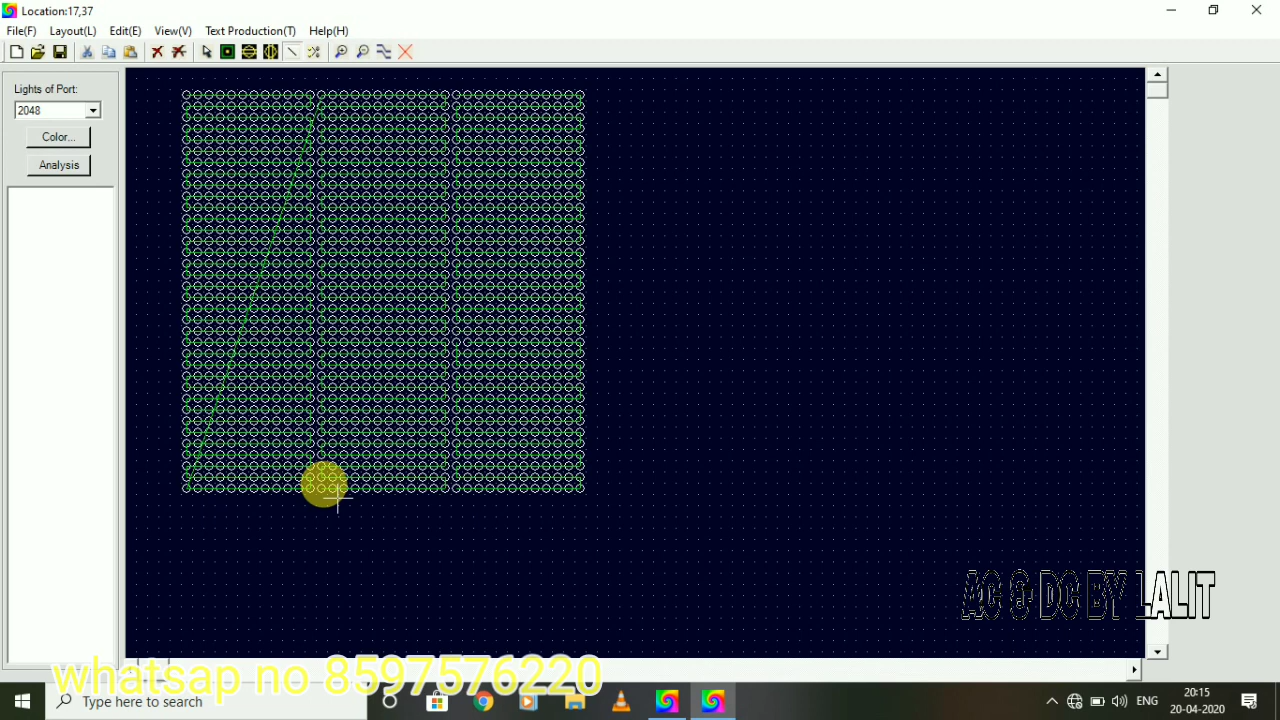 Location:17,37
File(F) Layout(L) Edit(E) View(V) Text Production(T) Help(H)
Lights of Port:
2048
Color...
Analysis
AC & DC BY LALIT
whatsap no 8597576220
Type here to search
ENG
20:15
20-04-2020